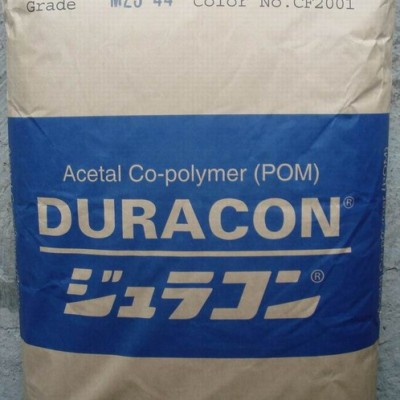 Grade M25-44 Color No.CF2001
Acetal Co-polymer (POM)
DURACON®
ジュラコン®